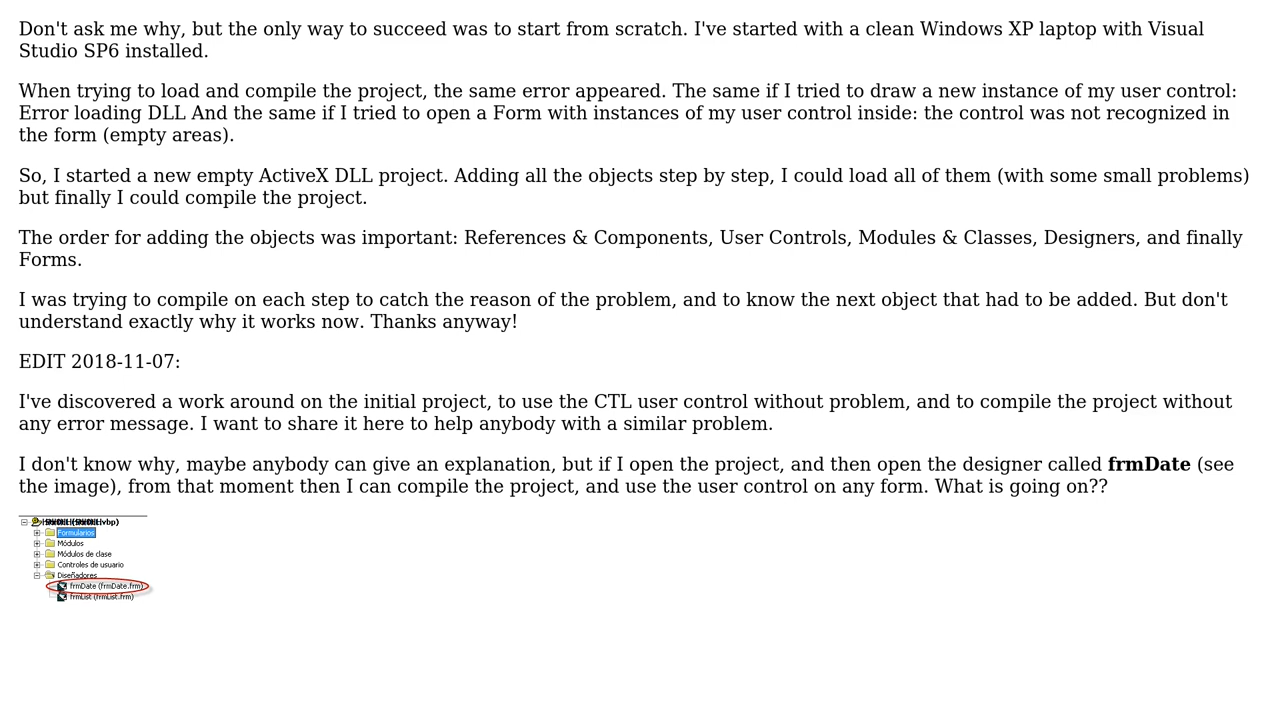 Don't ask me why, but the only way to succeed was to start from scratch. I've started with a clean Windows XP laptop with Visual
Studio SP6 installed.
When trying to load and compile the project, the same error appeared. The same if I tried to draw a new instance of my user control:
Error loading DLL And the same if I tried to open a Form with instances of my user control inside: the control was not recognized in
the form (empty areas).
So, I started a new empty ActiveX DLL project. Adding all the objects step by step, I could load all of them (with some small problems)
but finally I could compile the project.
The order for adding the objects was important: References & Components, User Controls, Modules & Classes, Designers, and finally
Forms.
I was trying to compile on each step to catch the reason of the problem, and to know the next object that had to be added. But don't
understand exactly why it works now. Thanks anyway!
EDIT 2018-11-07:
I've discovered a work around on the initial project, to use the CTL user control without problem, and to compile the project without
any error message. I want to share it here to help anybody with a similar problem.
I don't know why, maybe anybody can give an explanation, but if I open the project, and then open the designer called frmDate (see
the image), from that moment then I can compile the project, and use the user control on any form. What is going on??
Formularios
Módulos
Módulos de clase
Controles de usuario
Diseñadores
frmDate (frmDate.frm)
frmList (frmList.frm)